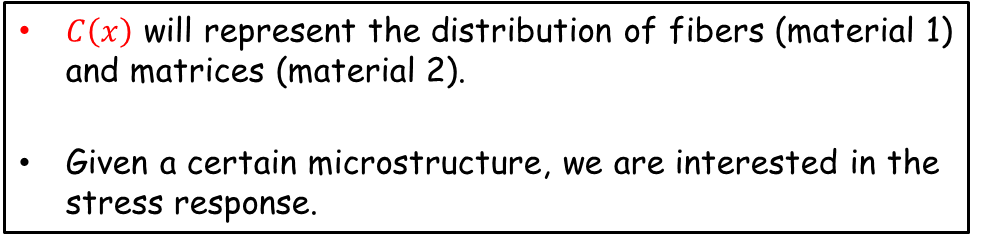 • C(x) will represent the distribution of fibers (material 1)
and matrices (material 2).
• Given a certain microstructure, we are interested in the
stress response.